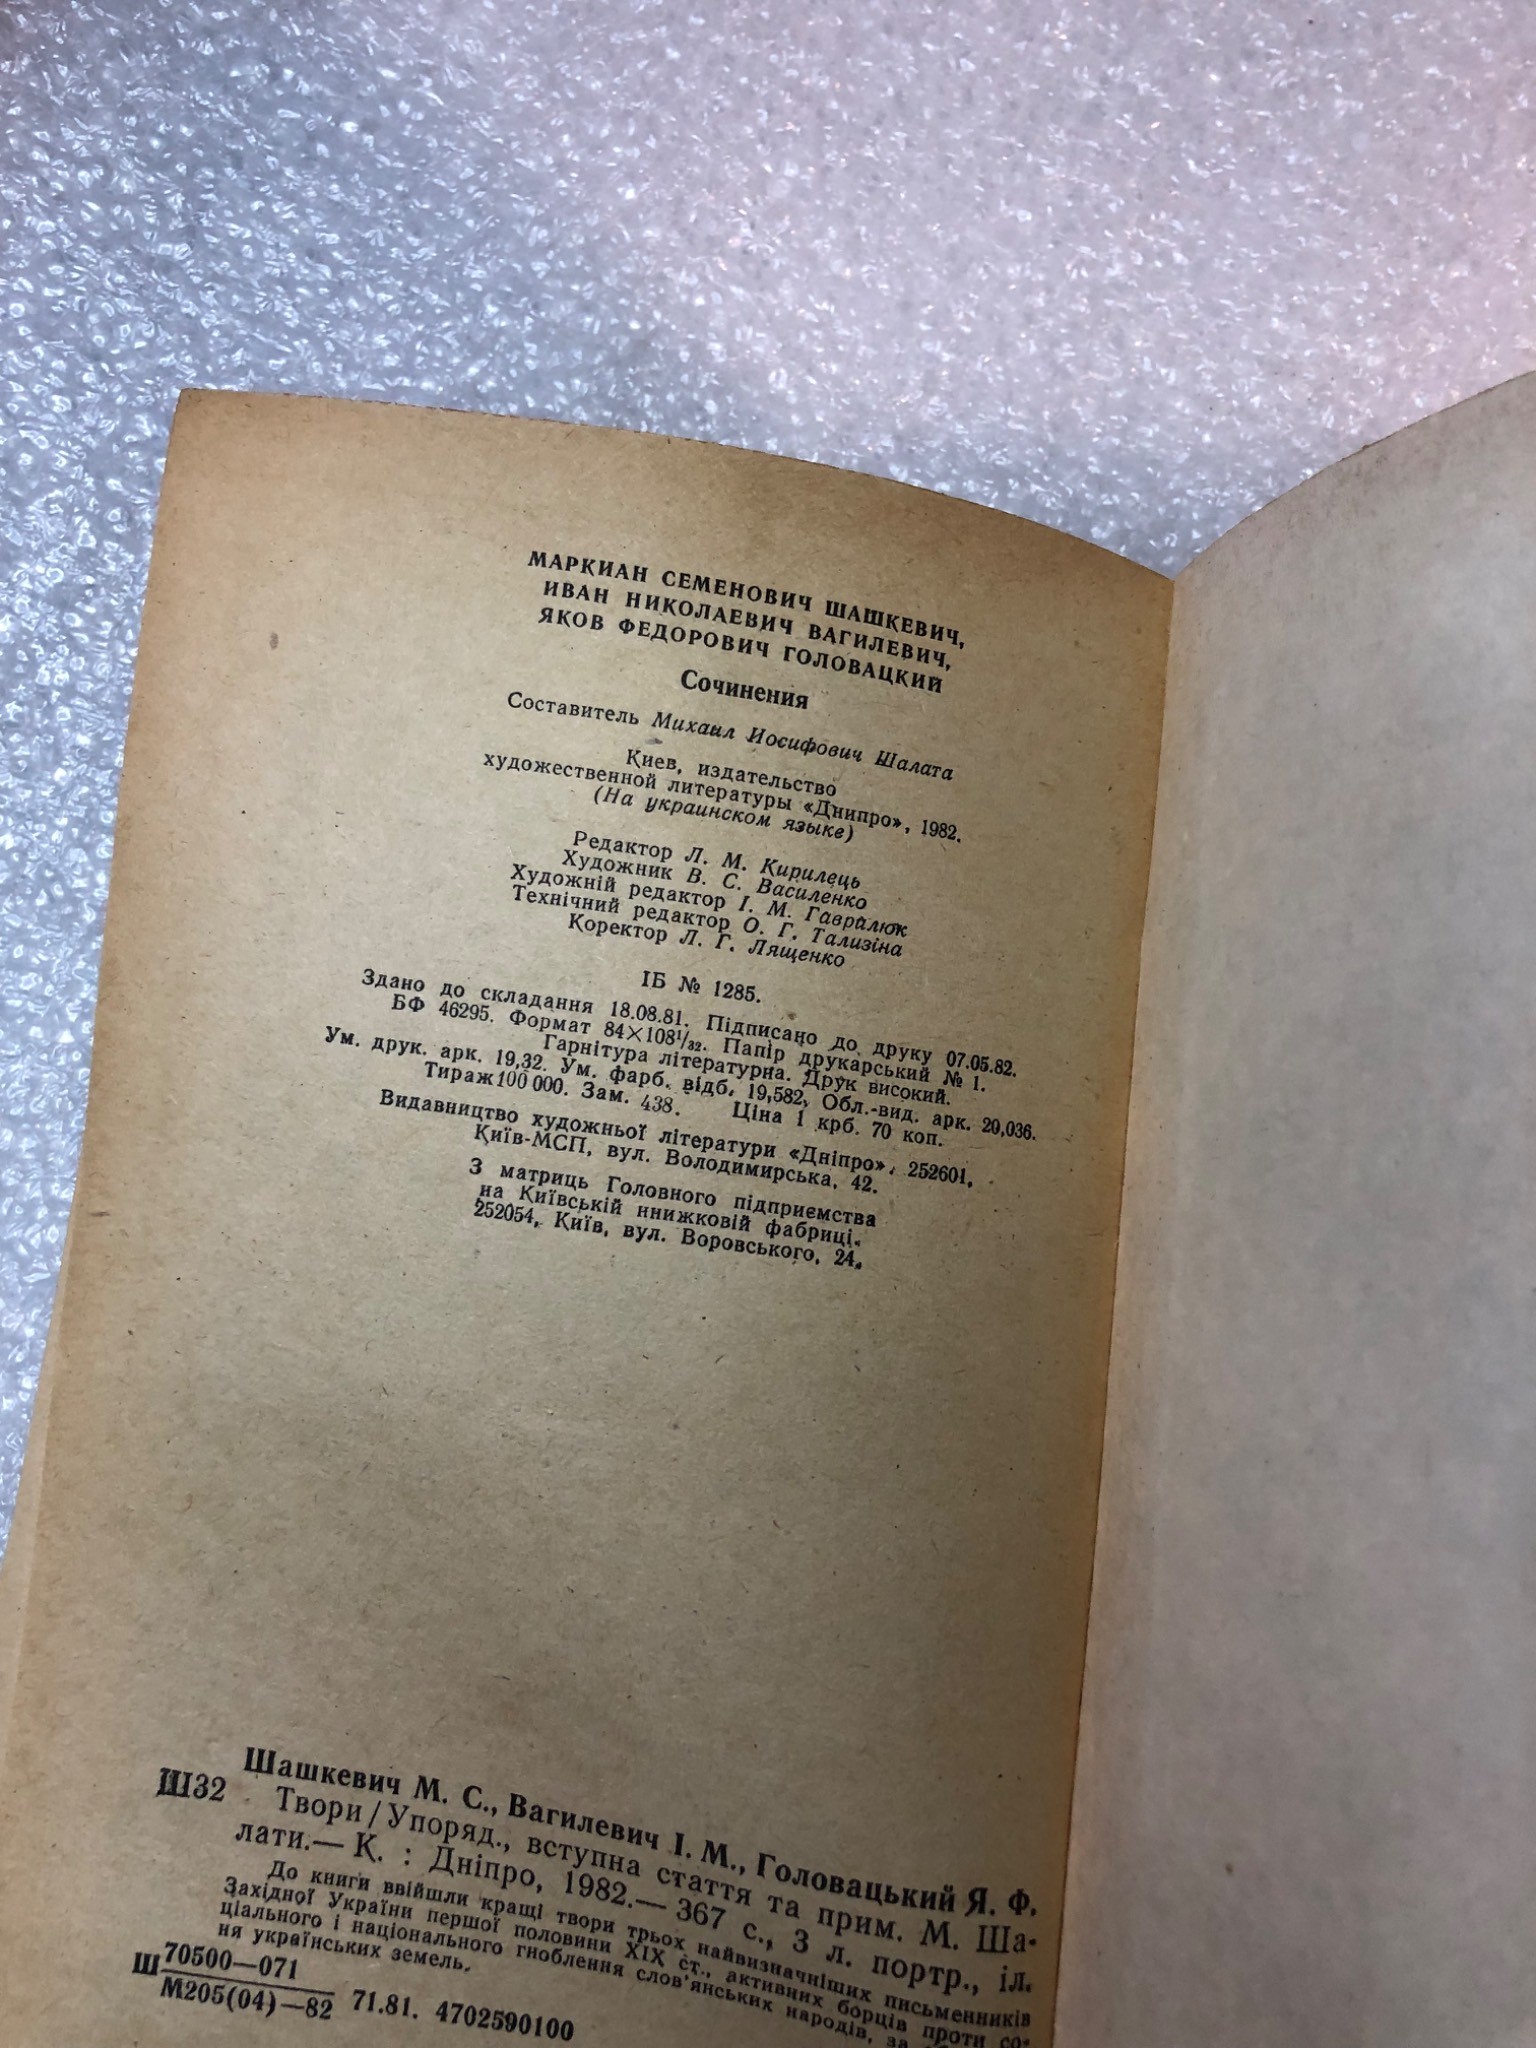 МАРКИАН СЕМЕНОВИЧ ШАШКЕВИЧ,
ИВАН НИКОЛАЕВИЧ ВАГИЛЕВИЧ,
ЯКОВ ФЕДОРОВИЧ ГОЛОВАЦКИЙ
Сочинения
Составитель Михаил Иосифович Шалата
Киев, издательство
художественной литературы «Днипро», 1982.
(На украинском языке)
Редактор Л. М. Кирилець
Художник В. С. Василенко
Художній редактор І. М. Гаврилюк
Технічний редактор О. Г. Тализіна
Коректор Л. Г. Лященко
ІБ № 1285.
Здано до складання 18.08.81. Підписано до друку 07.05.82.
БФ 46295. Формат 84×108¹/₃₂. Папір друкарський № 1.
Гарнітура літературна. Друк високий.
Ум. друк. арк. 19,32. Ум. фарб. відб. 19,582. Обл.-вид. арк. 20,036.
Тираж 100 000. Зам. 438. Ціна 1 крб. 70 коп.
Видавництво художньої літератури «Дніпро», 252601,
Київ-МСП, вул. Володимирська, 42.
З матриць Головного підприємства
на Київській ннижковій фабриці,
252054, Київ, вул. Воровського, 24.
Шашкевич М. С., Вагилевич І. М., Головацький Я. Ф.
Ш32 Твори / Упоряд., вступна стаття та прим. М. Ша-
лати.— К. : Дніпро, 1982.— 367 с., 3 л. портр., іл.
До книги ввійшли кращі твори трьох найвизначніших письменників
Західної України першої половини XIX ст., активних борців проти со-
ціального і національного гноблення слов'янських народів, за
ня українських земель.
Ш 70500—071
М205(04)—82 71.81. 4702590100